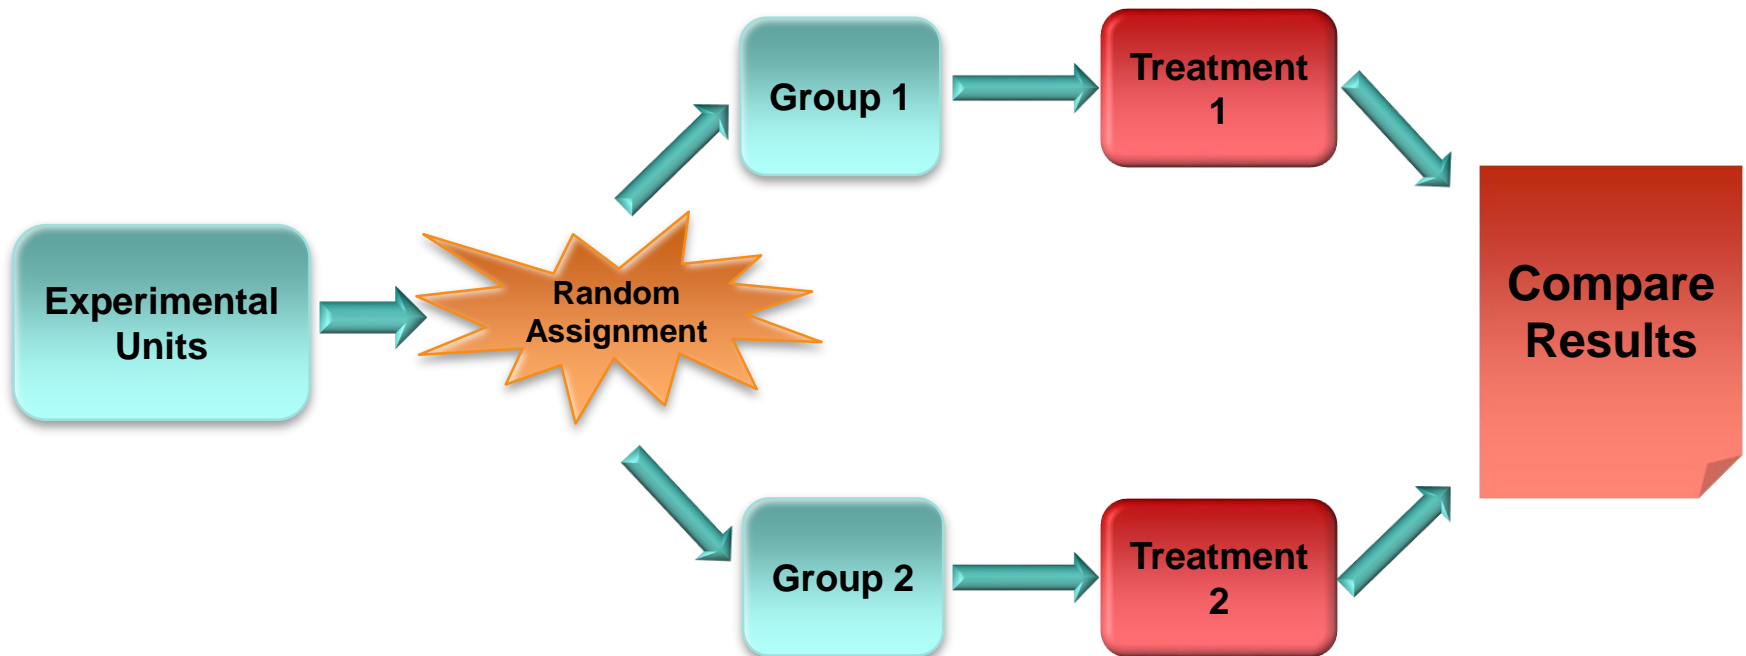 Experimental
Units
Random
Assignment
Group 1
Treatment
1
Group 2
Treatment
2
Compare
Results